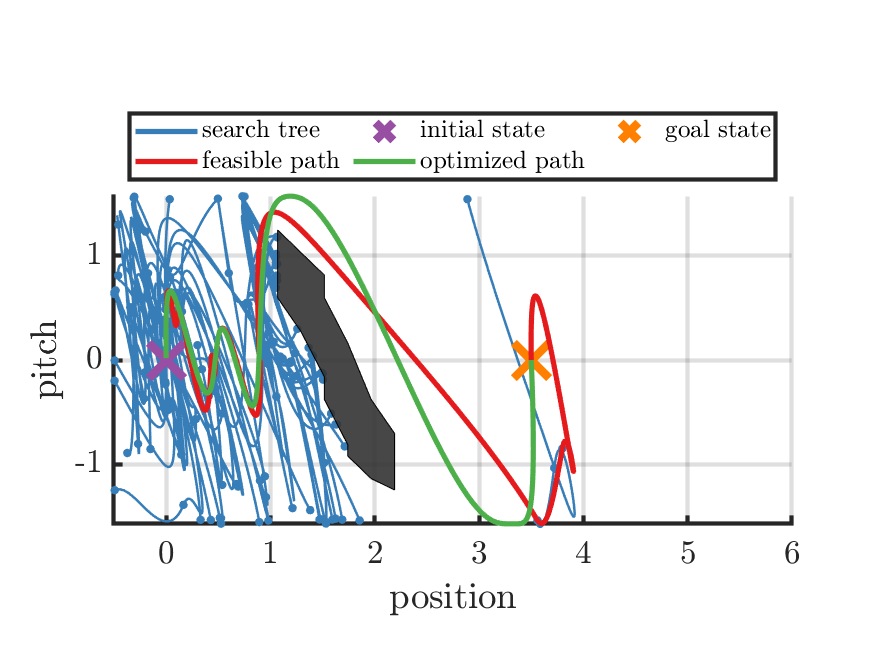 search tree initial state goal state
feasible path optimized path
1
0
-1
pitch
0 1 2 3 4 5 6
position